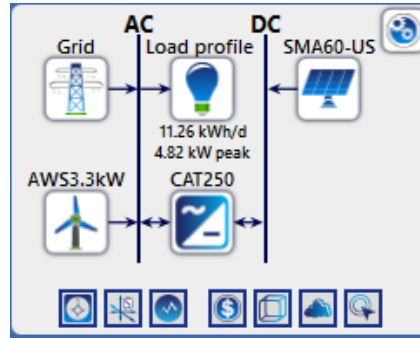 AC DC
Grid Load profile SMA60-US
11.26 kWh/d
4.82 kW peak
AWS3.3kW CAT250